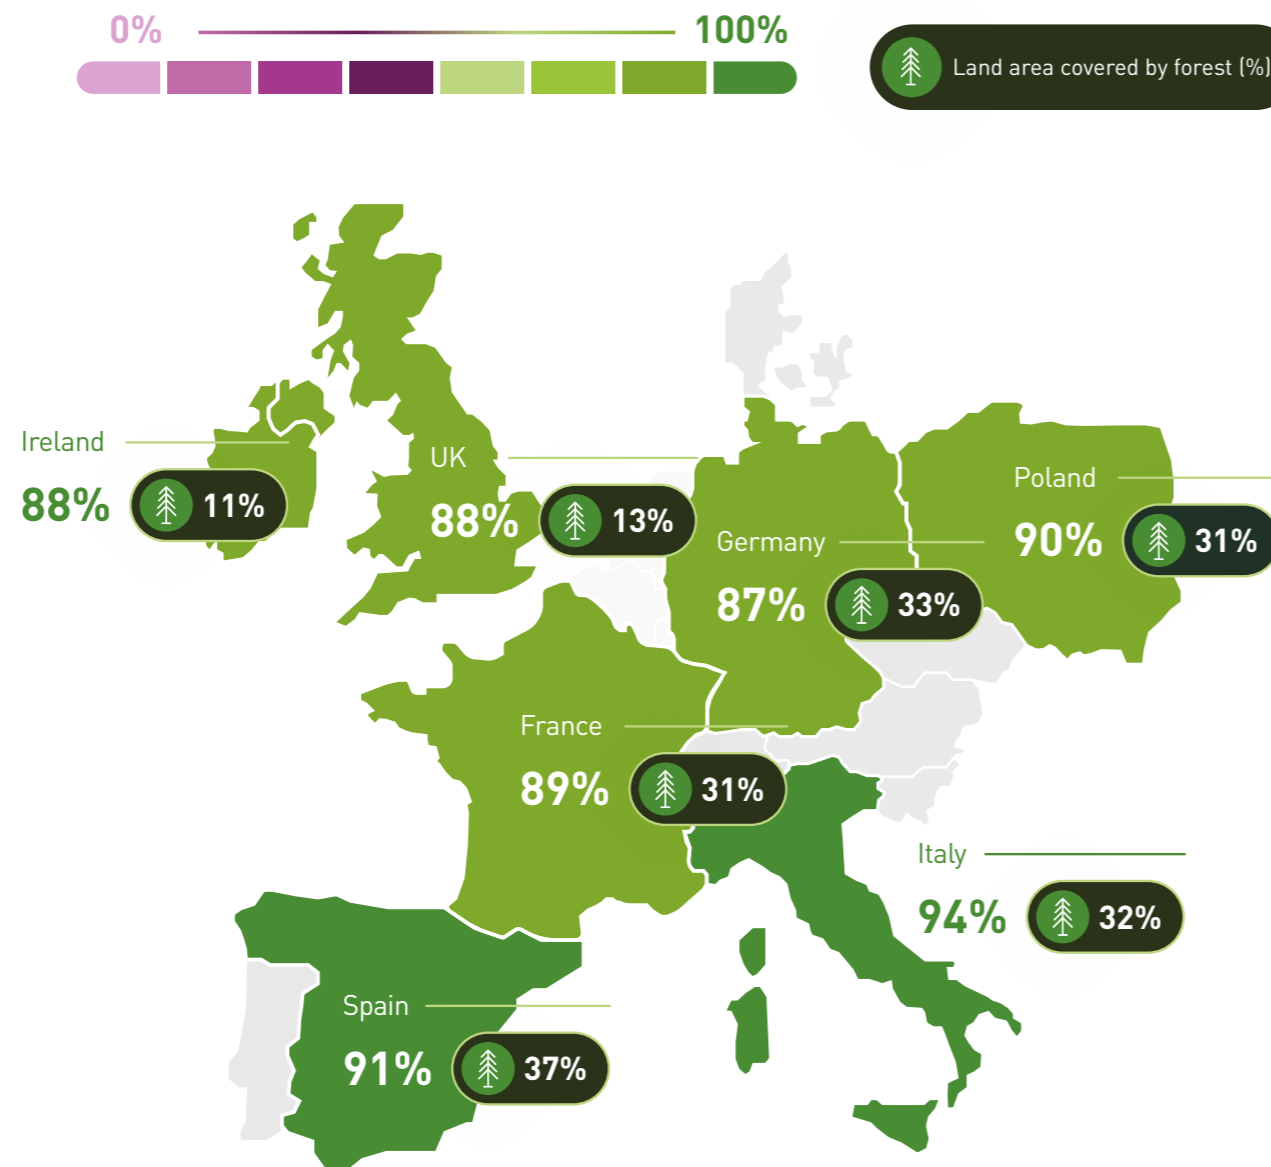 0% 100%
Land area covered by forest (%)
Ireland
88% 11%
UK
88% 13%
Germany
87% 33%
Poland
90% 31%
France
89% 31%
Italy
94% 32%
Spain
91% 37%